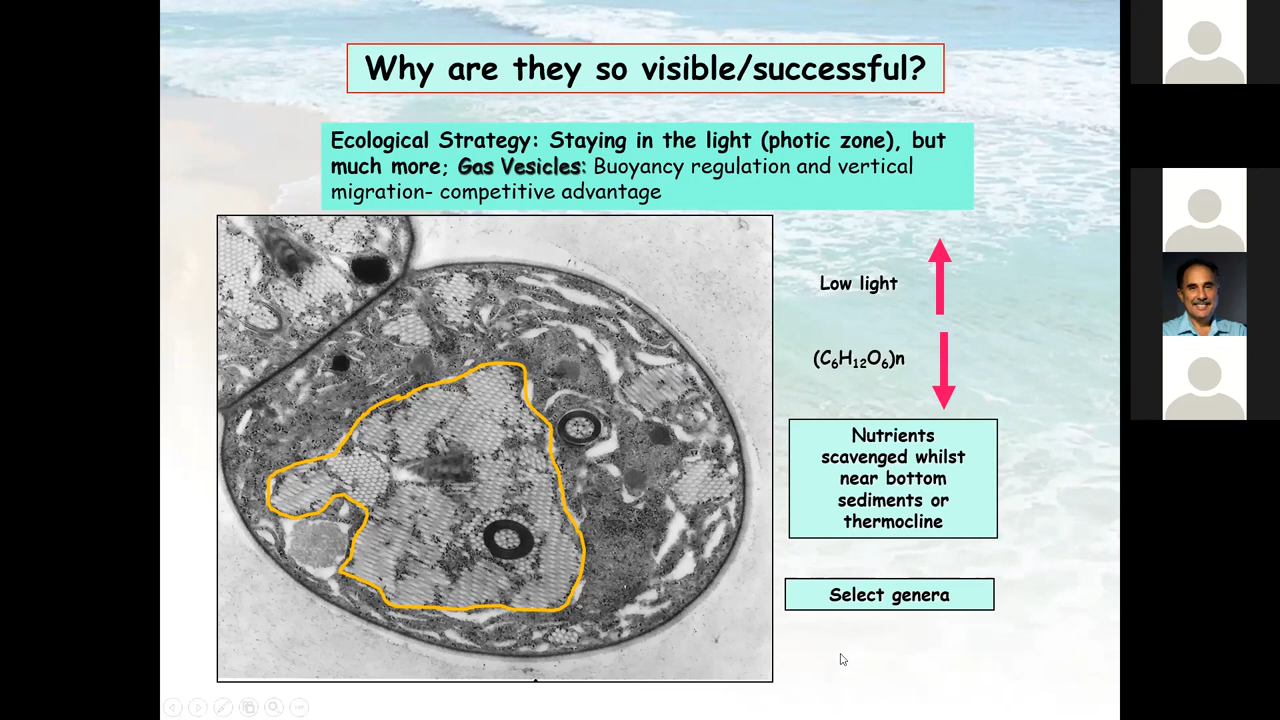 Why are they so visible/successful?
Ecological Strategy: Staying in the light (photic zone), but
much more; Gas Vesicles: Buoyancy regulation and vertical
migration- competitive advantage
Low light
(C₆H₁₂O₆)n
Nutrients
scavenged whilst
near bottom
sediments or
thermocline
Select genera